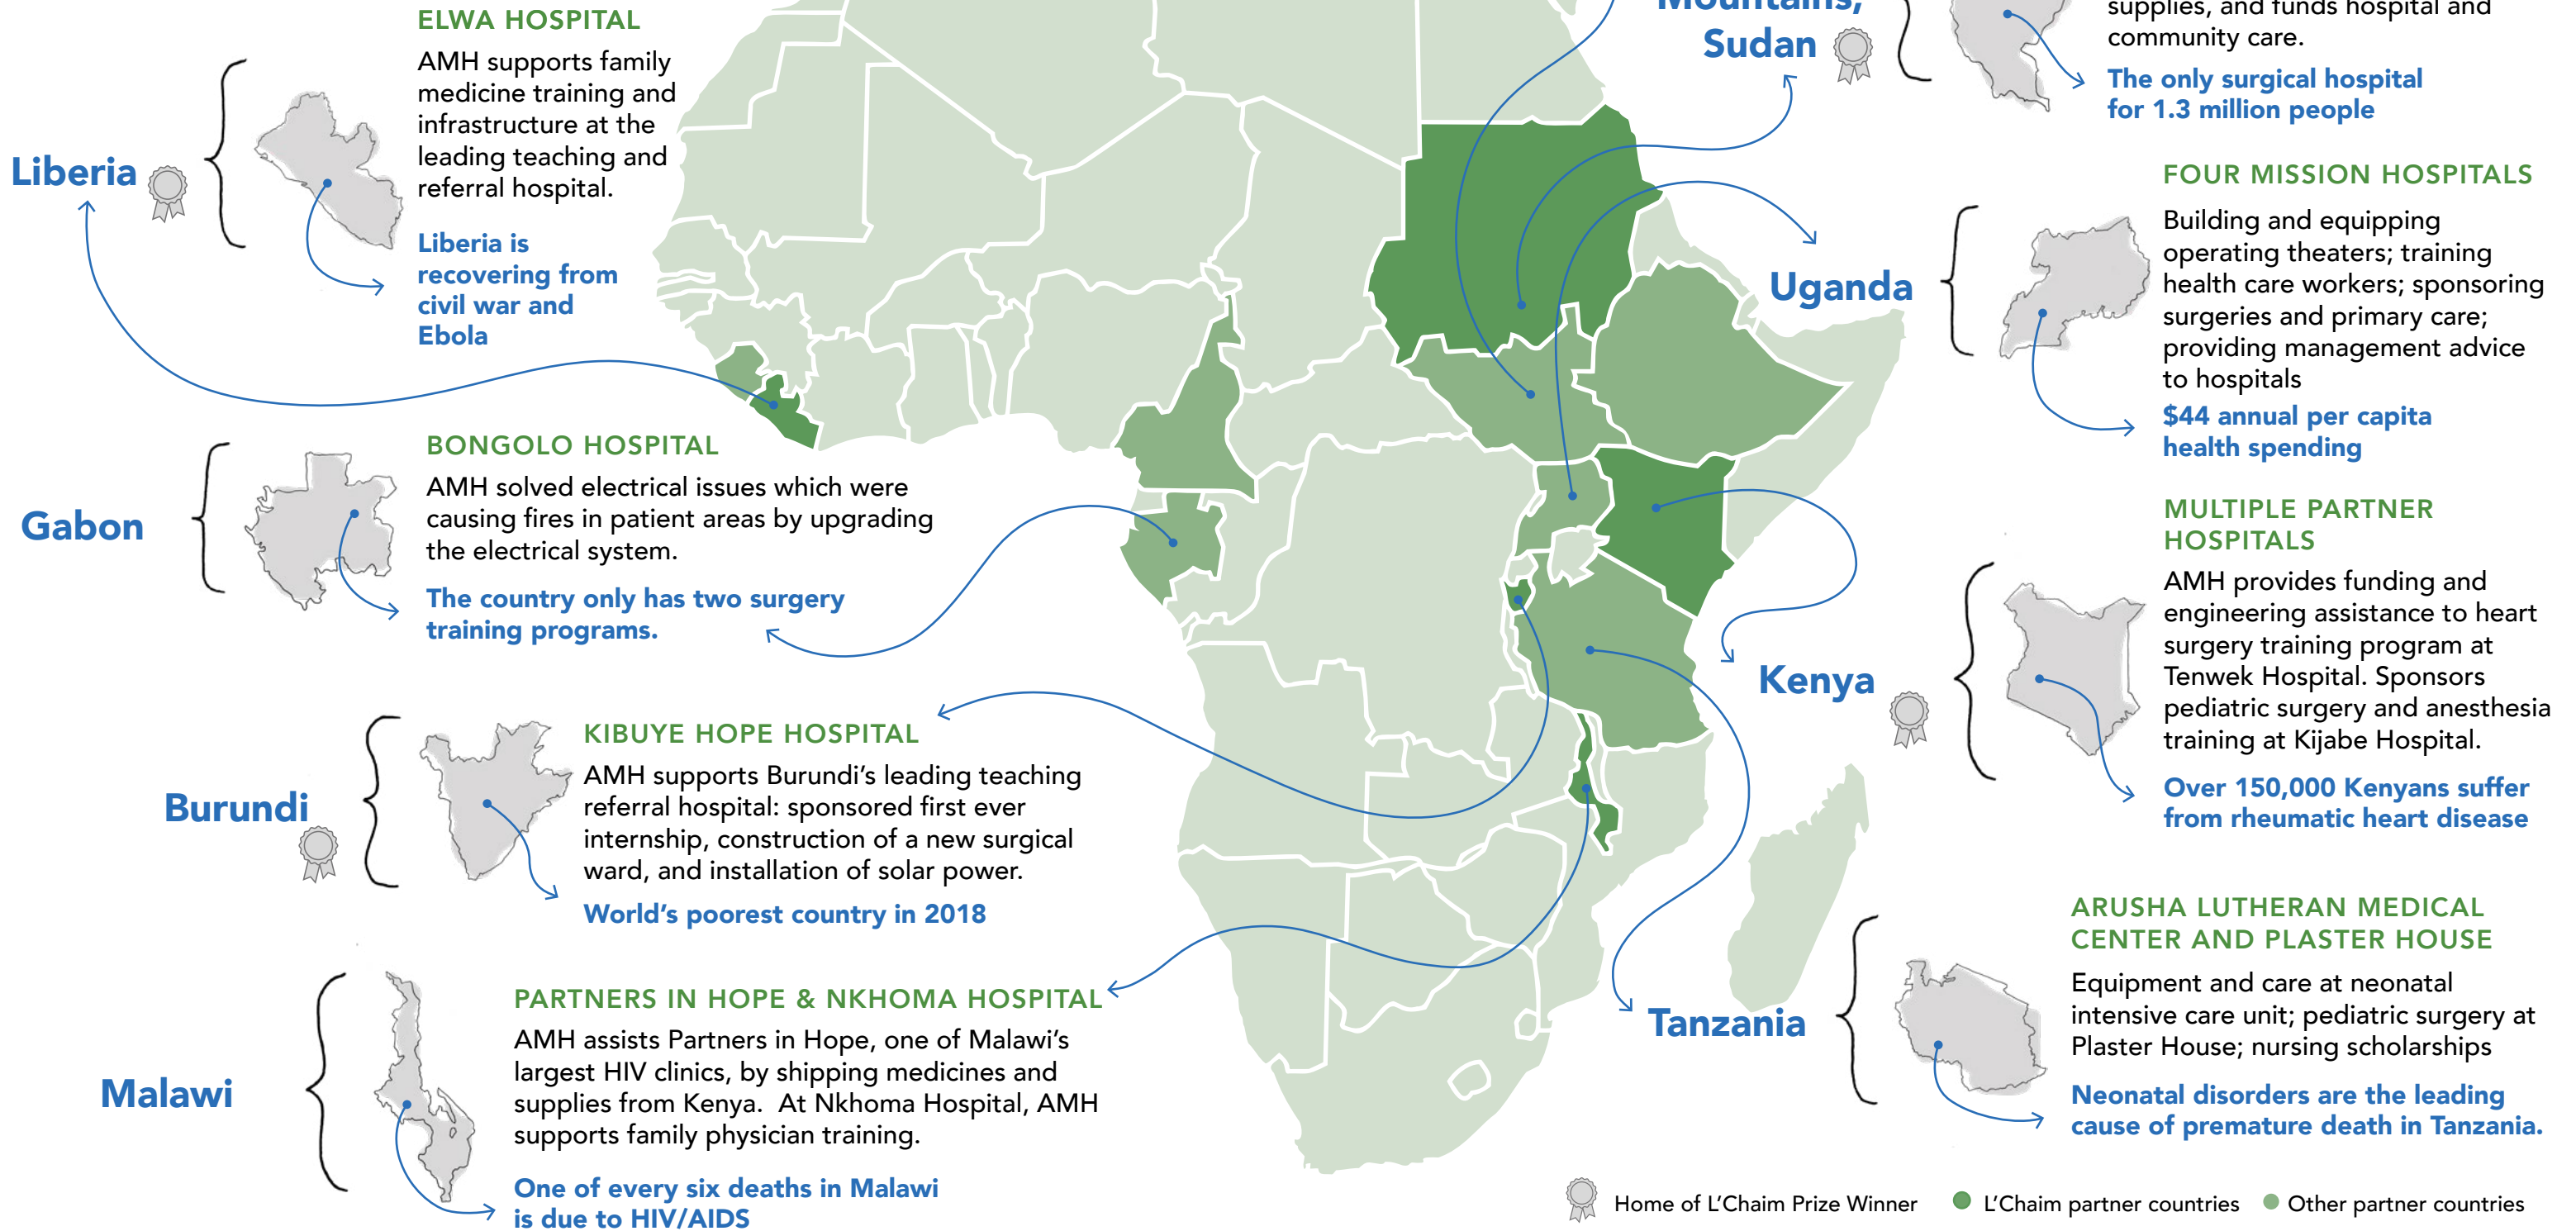 ELWA HOSPITAL
AMH supports family
medicine training and
infrastructure at the
leading teaching and
referral hospital.
Liberia
Liberia is
recovering from
civil war and
Ebola
BONGOLO HOSPITAL
AMH solved electrical issues which were
causing fires in patient areas by upgrading
the electrical system.
Gabon
The country only has two surgery
training programs.
KIBUYE HOPE HOSPITAL
AMH supports Burundi’s leading teaching
referral hospital: sponsored first ever
internship, construction of a new surgical
ward, and installation of solar power.
Burundi
World’s poorest country in 2018
PARTNERS IN HOPE & NKHOMA HOSPITAL
AMH assists Partners in Hope, one of Malawi’s
largest HIV clinics, by shipping medicines and
supplies from Kenya. At Nkhoma Hospital, AMH
supports family physician training.
Malawi
One of every six deaths in Malawi
is due to HIV/AIDS
Mountains,
Sudan
supplies, and funds hospital and
community care.
The only surgical hospital
for 1.3 million people
FOUR MISSION HOSPITALS
Building and equipping
operating theaters; training
health care workers; sponsoring
surgeries and primary care;
providing management advice
to hospitals
Uganda
$44 annual per capita
health spending
MULTIPLE PARTNER
HOSPITALS
AMH provides funding and
engineering assistance to heart
surgery training program at
Tenwek Hospital. Sponsors
pediatric surgery and anesthesia
training at Kijabe Hospital.
Kenya
Over 150,000 Kenyans suffer
from rheumatic heart disease
ARUSHA LUTHERAN MEDICAL
CENTER AND PLASTER HOUSE
Equipment and care at neonatal
intensive care unit; pediatric surgery at
Plaster House; nursing scholarships
Tanzania
Neonatal disorders are the leading
cause of premature death in Tanzania.
Home of L’Chaim Prize Winner
L’Chaim partner countries
Other partner countries